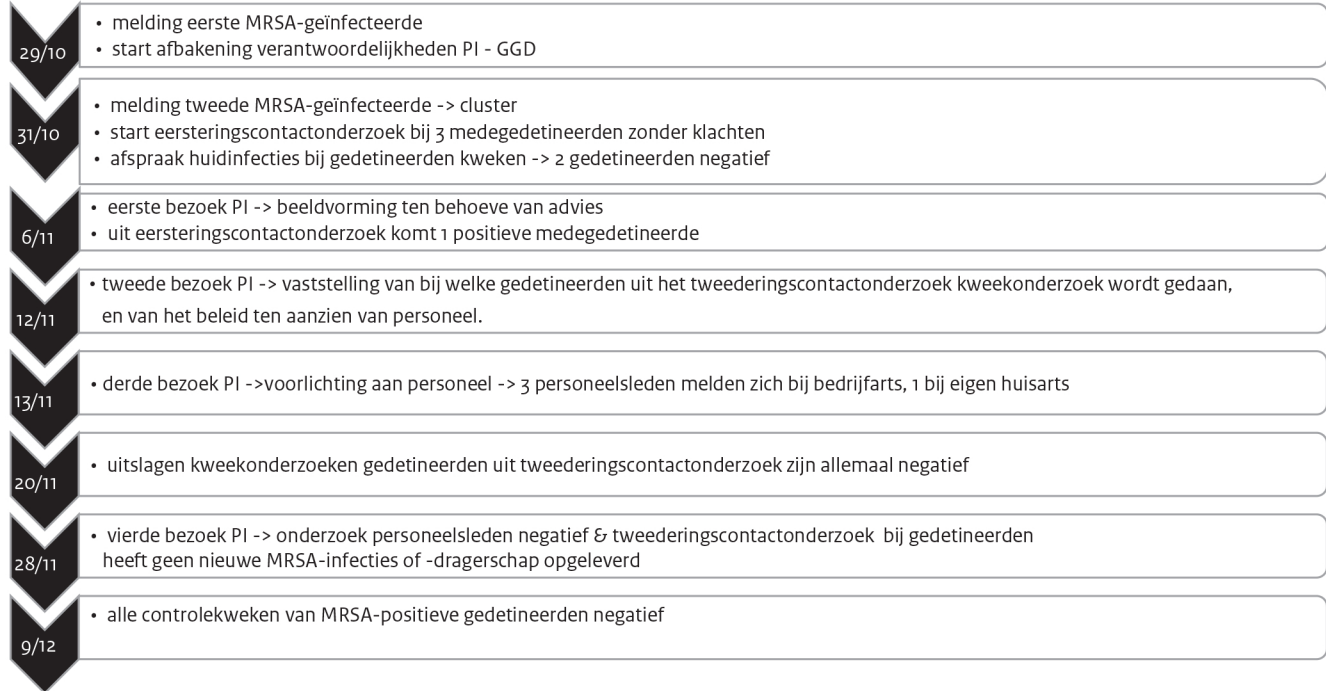 29/10
• melding eerste MRSA-geïnfecteerde
• start afbakening verantwoordelijkheden PI - GGD
31/10
• melding tweede MRSA-geïnfecteerde -> cluster
• start eersteringscontactonderzoek bij 3 medegedetineerden zonder klachten
• afspraak huidinfecties bij gedetineerden kweken -> 2 gedetineerden negatief
6/11
• eerste bezoek PI -> beeldvorming ten behoeve van advies
• uit eersteringscontactonderzoek komt 1 positieve medegedetineerde
12/11
• tweede bezoek PI -> vaststelling van bij welke gedetineerden uit het tweederingscontactonderzoek kweekonderzoek wordt gedaan,
en van het beleid ten aanzien van personeel.
13/11
• derde bezoek PI ->voorlichting aan personeel -> 3 personeelsleden melden zich bij bedrijfarts, 1 bij eigen huisarts
20/11
• uitslagen kweekonderzoeken gedetineerden uit tweederingscontactonderzoek zijn allemaal negatief
28/11
• vierde bezoek PI -> onderzoek personeelsleden negatief & tweederingscontactonderzoek bij gedetineerden
heeft geen nieuwe MRSA-infecties of -dragerschap opgeleverd
9/12
• alle controlekweken van MRSA-positieve gedetineerden negatief